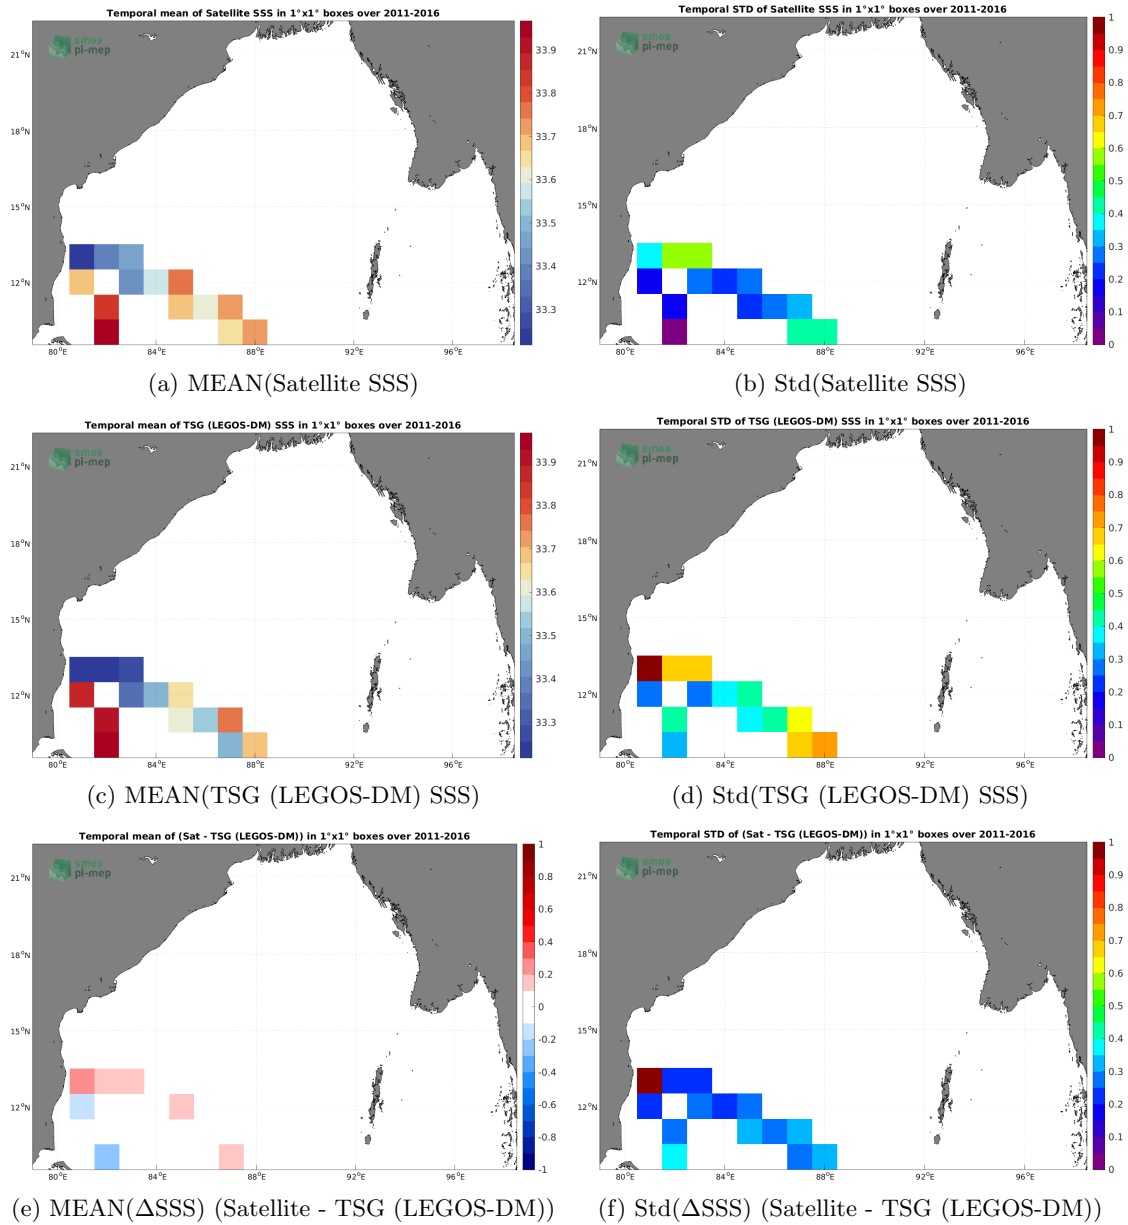 Temporal mean of Satellite SSS in 1°x1° boxes over 2011-2016
smos
pi-mep
21°N
18°N
15°N
12°N
80°E 84°E 88°E 92°E 96°E
33.9
33.8
33.7
33.6
33.5
33.4
33.3
(a) MEAN(Satellite SSS)
Temporal STD of Satellite SSS in 1°x1° boxes over 2011-2016
smos
pi-mep
21°N
18°N
15°N
12°N
80°E 84°E 88°E 92°E 96°E
1
0.9
0.8
0.7
0.6
0.5
0.4
0.3
0.2
0.1
0
(b) Std(Satellite SSS)
Temporal mean of TSG (LEGOS-DM) SSS in 1°x1° boxes over 2011-2016
smos
pi-mep
21°N
18°N
15°N
12°N
80°E 84°E 88°E 92°E 96°E
33.9
33.8
33.7
33.6
33.5
33.4
33.3
(c) MEAN(TSG (LEGOS-DM) SSS)
Temporal STD of TSG (LEGOS-DM) SSS in 1°x1° boxes over 2011-2016
smos
pi-mep
21°N
18°N
15°N
12°N
80°E 84°E 88°E 92°E 96°E
1
0.9
0.8
0.7
0.6
0.5
0.4
0.3
0.2
0.1
0
(d) Std(TSG (LEGOS-DM) SSS)
Temporal mean of (Sat - TSG (LEGOS-DM)) in 1°x1° boxes over 2011-2016
smos
pi-mep
21°N
18°N
15°N
12°N
80°E 84°E 88°E 92°E 96°E
1
0.8
0.6
0.4
0.2
0
-0.2
-0.4
-0.6
-0.8
-1
(e) MEAN(ΔSSS) (Satellite - TSG (LEGOS-DM))
Temporal STD of (Sat - TSG (LEGOS-DM)) in 1°x1° boxes over 2011-2016
smos
pi-mep
21°N
18°N
15°N
12°N
80°E 84°E 88°E 92°E 96°E
1
0.9
0.8
0.7
0.6
0.5
0.4
0.3
0.2
0.1
0
(f) Std(ΔSSS) (Satellite - TSG (LEGOS-DM))